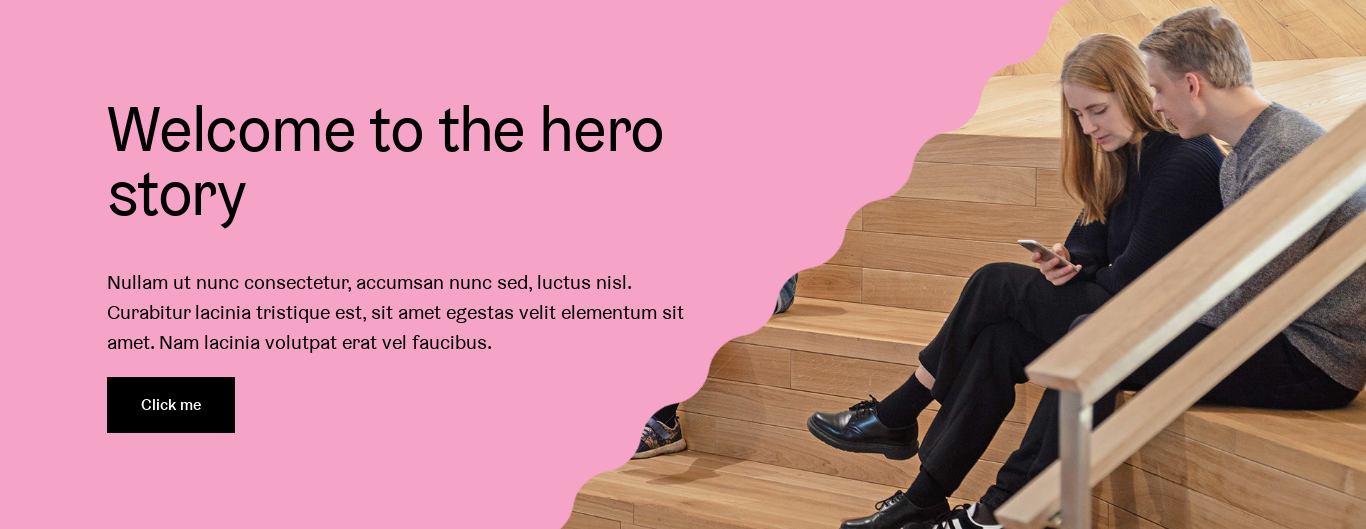 Welcome to the hero
story
Nullam ut nunc consectetur, accumsan nunc sed, luctus nisl.
Curabitur lacinia tristique est, sit amet egestas velit elementum sit
amet. Nam lacinia volutpat erat vel faucibus.
Click me